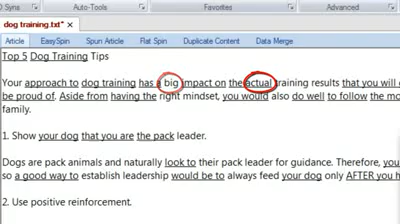 Syns Auto-Tools Favorites Advanced
dog training.txt*
Article EasySpin Spun Article Flat Spin Duplicate Content Data Merge
Top 5 Dog Training Tips
Your approach to dog training has a big impact on the actual training results that you will
be proud of. Aside from having the right mindset, you would also do well to follow the
family.
1. Show your dog that you are the pack leader.
Dogs are pack animals and naturally look to their pack leader for guidance. Therefore,
so a good way to establish leadership would be to always feed your dog only AFTER you
2. Use positive reinforcement.